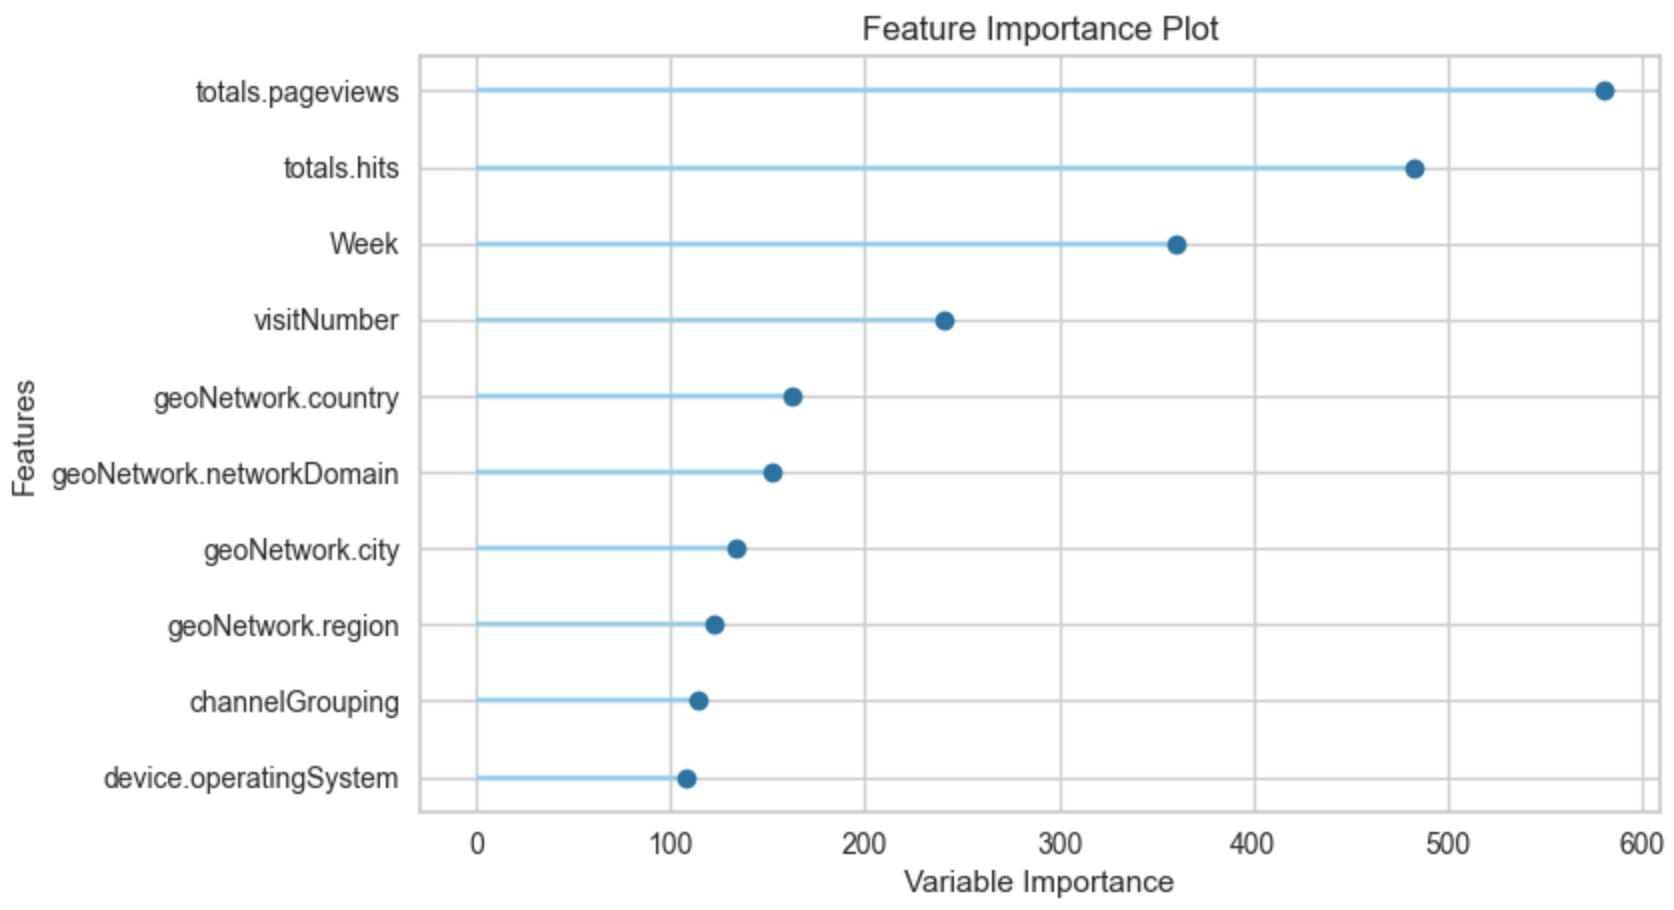 Feature Importance Plot
totals.pageviews
totals.hits
Week
visitNumber
geoNetwork.country
geoNetwork.networkDomain
geoNetwork.city
geoNetwork.region
channelGrouping
device.operatingSystem
Features
0 100 200 300 400 500 600
Variable Importance